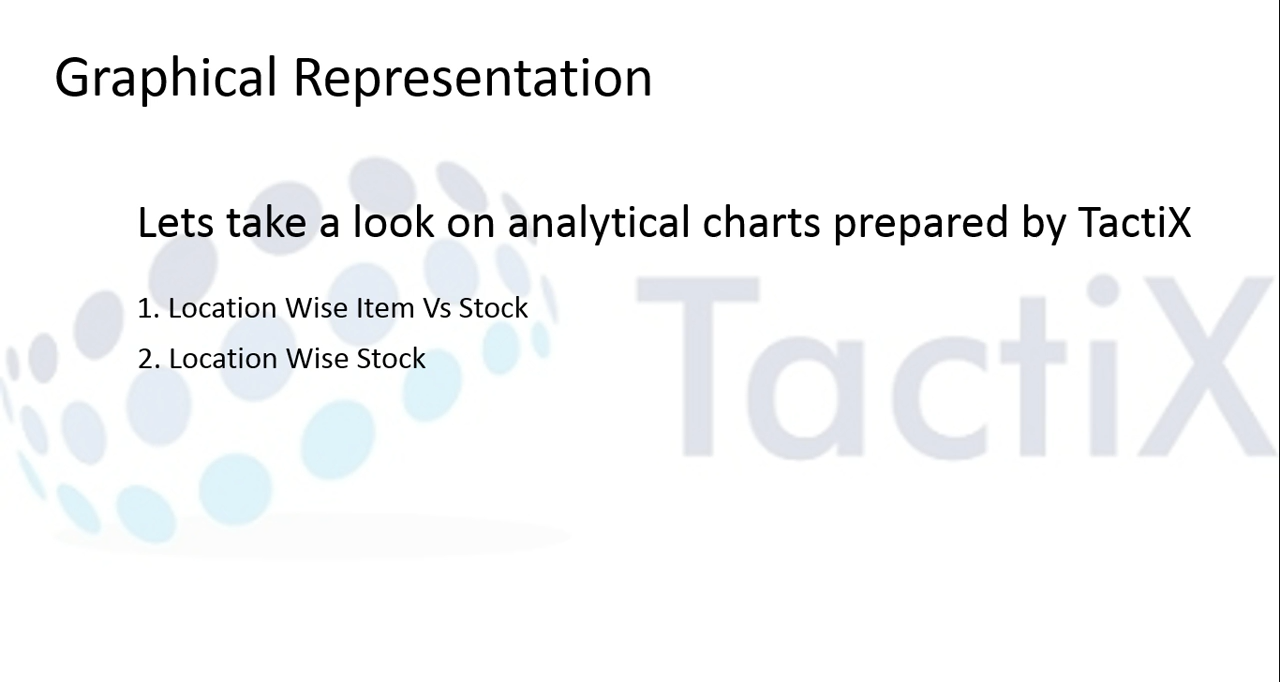 Graphical Representation
Lets take a look on analytical charts prepared by TactiX
1. Location Wise Item Vs Stock
2. Location Wise Stock
TactiX